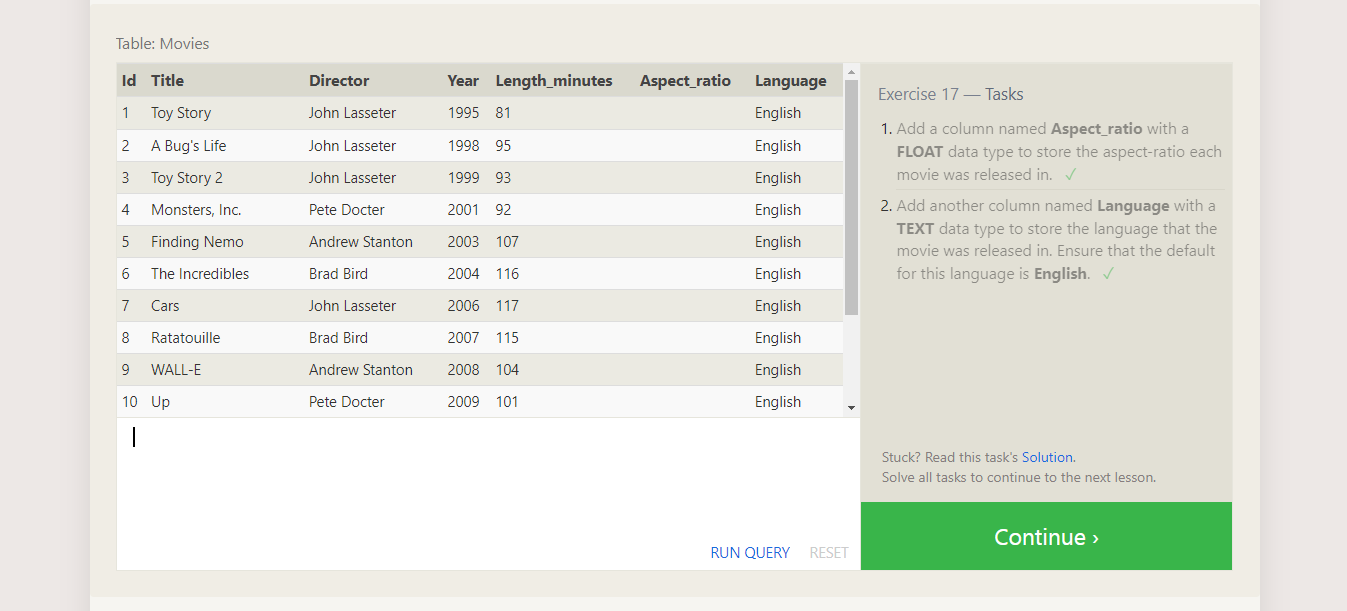 Table: Movies
Id Title Director Year Length_minutes Aspect_ratio Language
1 Toy Story John Lasseter 1995 81 English
2 A Bug's Life John Lasseter 1998 95 English
3 Toy Story 2 John Lasseter 1999 93 English
4 Monsters, Inc. Pete Docter 2001 92 English
5 Finding Nemo Andrew Stanton 2003 107 English
6 The Incredibles Brad Bird 2004 116 English
7 Cars John Lasseter 2006 117 English
8 Ratatouille Brad Bird 2007 115 English
9 WALL-E Andrew Stanton 2008 104 English
10 Up Pete Docter 2009 101 English
RUN QUERY RESET
Exercise 17 — Tasks
1. Add a column named Aspect_ratio with a
FLOAT data type to store the aspect-ratio each
movie was released in. ✓
2. Add another column named Language with a
TEXT data type to store the language that the
movie was released in. Ensure that the default
for this language is English. ✓
Stuck? Read this task's Solution.
Solve all tasks to continue to the next lesson.
Continue ›